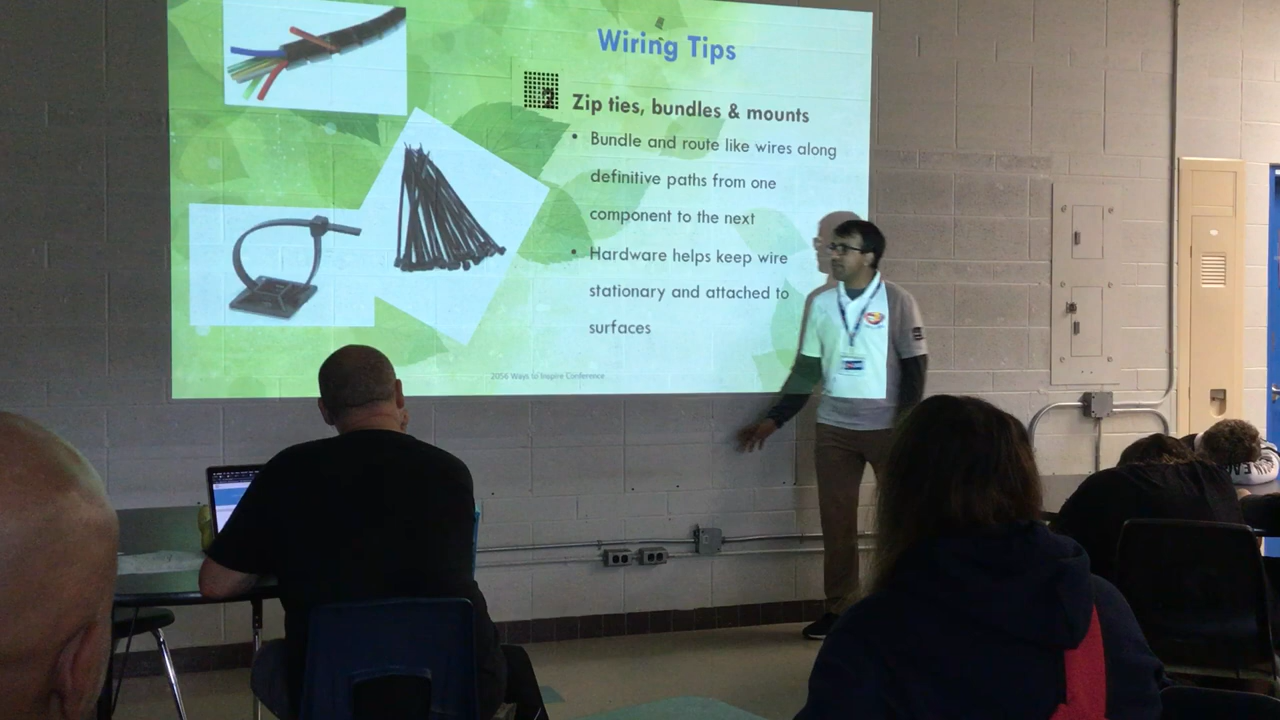 Wiring Tips
Zip ties, bundles & mounts
• Bundle and route like wires along
definitive paths from one
component to the next
• Hardware helps keep wire
stationary and attached to
surfaces
2056 Ways to Inspire Conference